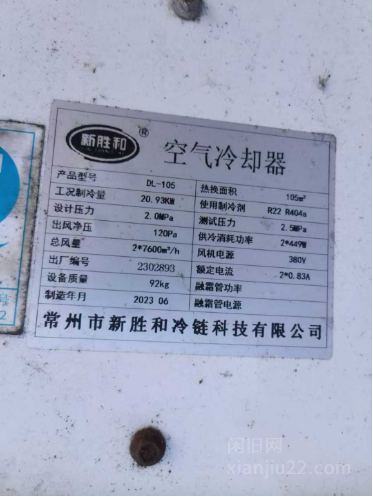 新胜和 ® 空气冷却器
产品型号 DL-105 热换面积 105m²
工况制冷量 20.93KW 使用制冷剂 R22 R404a
设计压力 2.0MPa 测试压力 2.5MPa
出风静压 120Pa 供冷消耗功率 2*449W
总风量 2*7600m³/h 风机电源 380V
出厂编号 2302893 额定电流 2*0.83A
设备质量 92kg 融霜管功率
制造年月 2023 06 融霜管电源
常州市新胜和冷链科技有限公司
号
2
闲旧网
xianjiu22.com